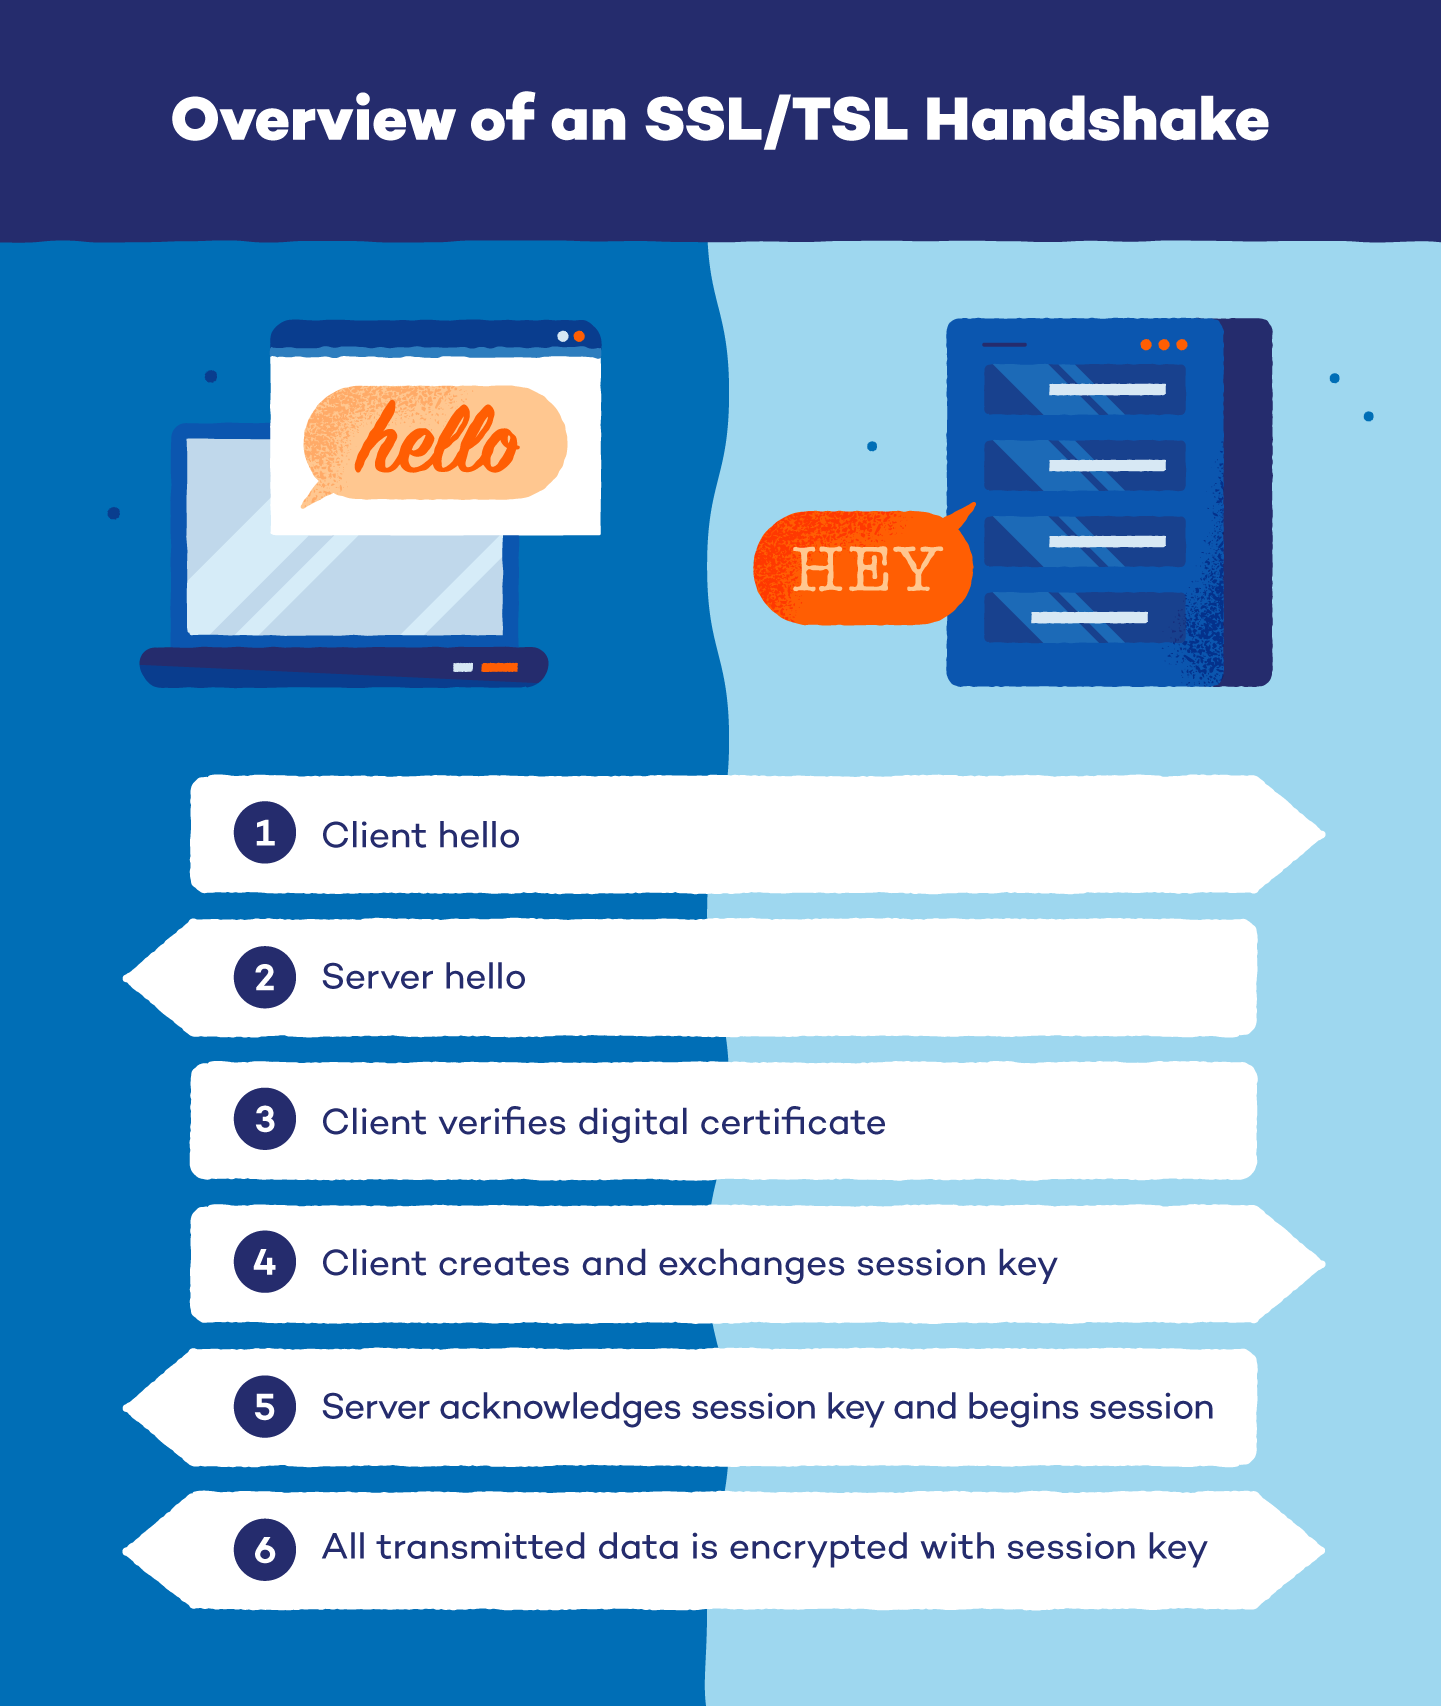 Overview of an SSL/TSL Handshake
hello
HEY
1 Client hello
2 Server hello
3 Client verifies digital certificate
4 Client creates and exchanges session key
5 Server acknowledges session key and begins session
6 All transmitted data is encrypted with session key